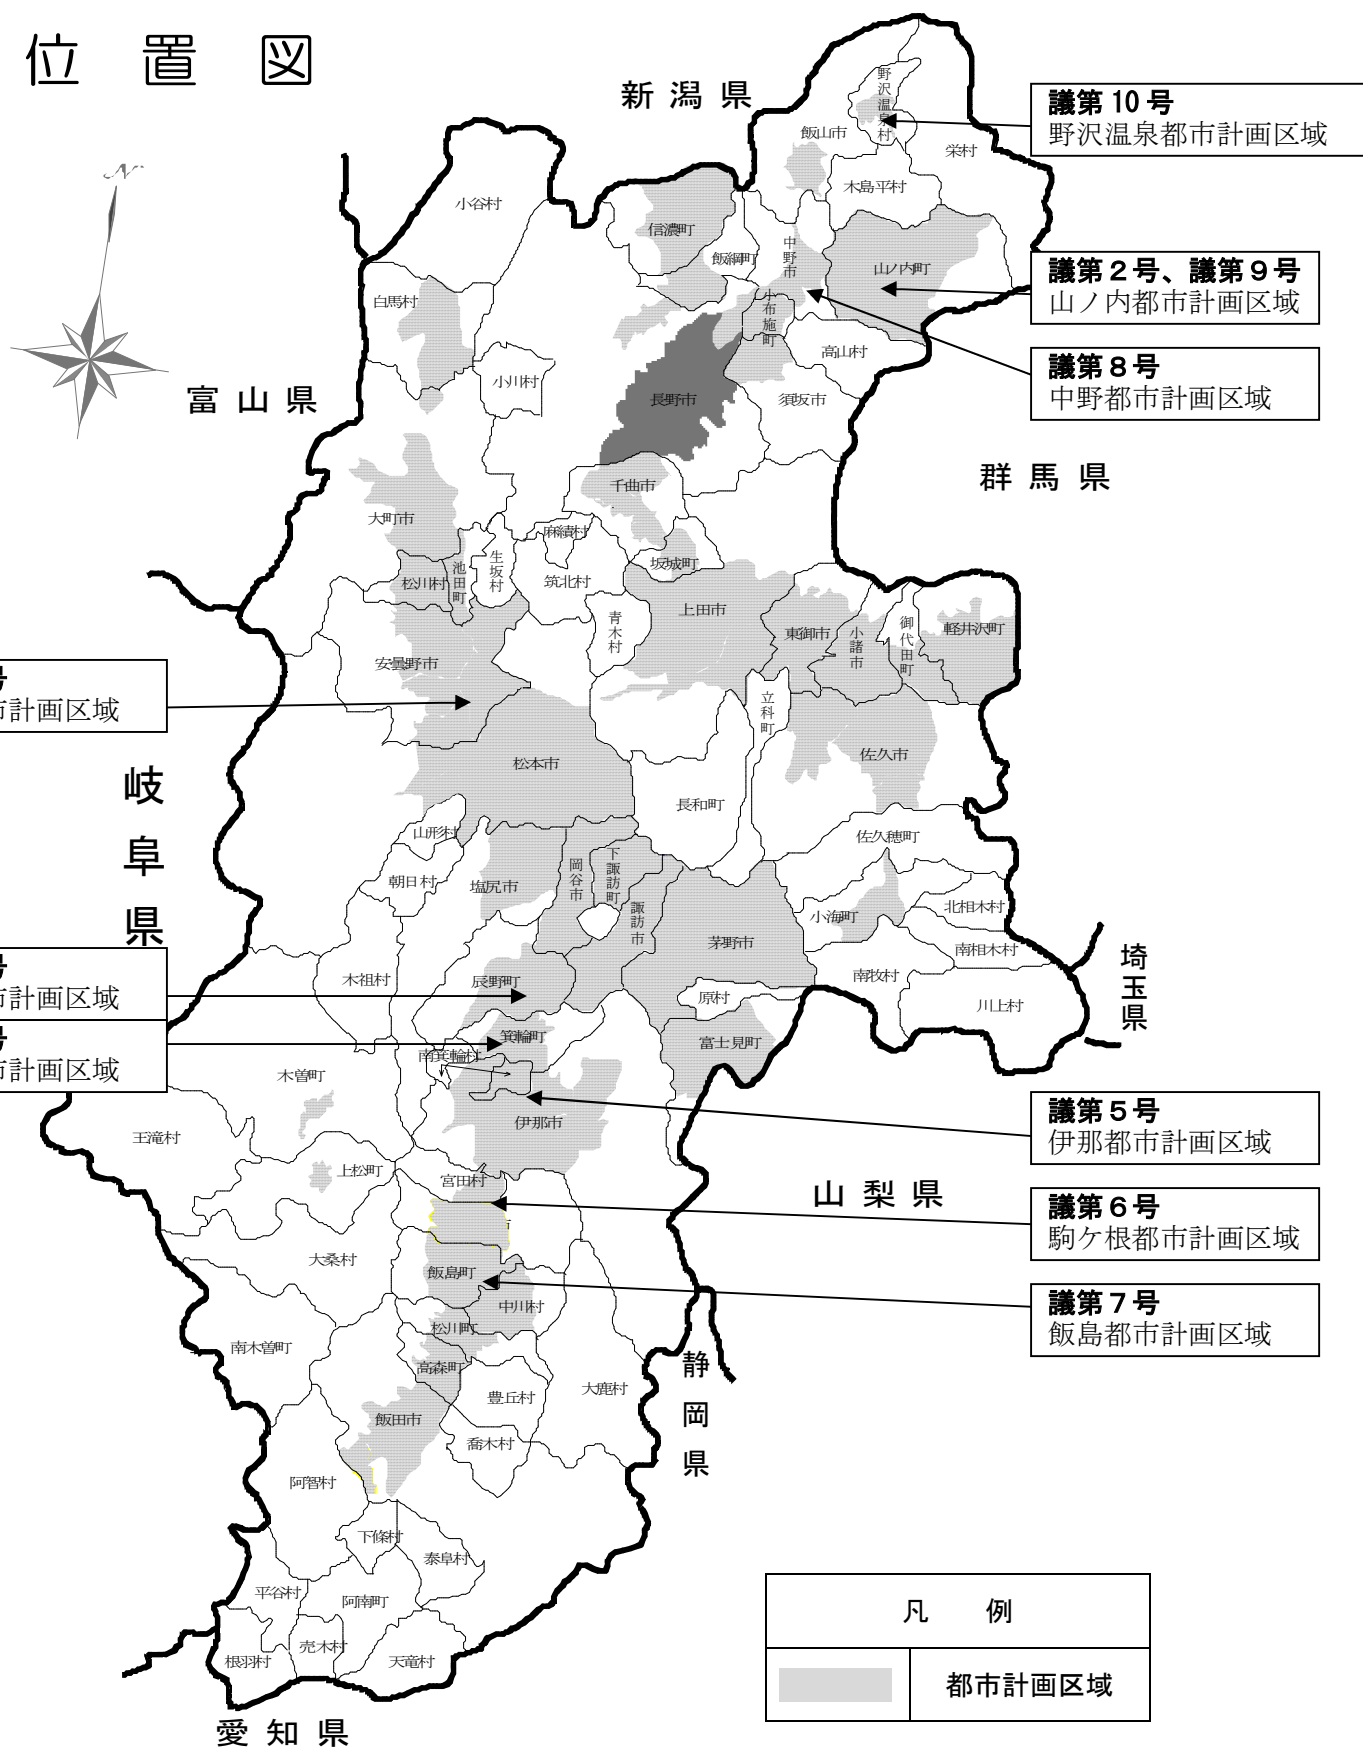 位置図
新潟県
野沢温泉村
議第10号
野沢温泉都市計画区域
飯山市
栄村
木島平村
小谷村
信濃町
飯綱町
中野市
山ノ内町
議第2号、議第9号
山ノ内都市計画区域
白馬村
小布施町
高山村
議第8号
中野都市計画区域
小川村
富山県
長野市
須坂市
群馬県
千曲市
大町市
麻績村
生坂村
坂城町
松川村
池田町
筑北村
上田市
青木村
東御市
小諸市
御代田町
軽井沢町
安曇野市
号
市計画区域
立科町
松本市
佐久市
岐阜県
長和町
山形村
佐久穂町
朝日村
塩尻市
岡谷市
下諏訪町
諏訪市
小海町
北相木村
茅野市
南相木村
埼玉県
木祖村
辰野町
南牧村
号
市計画区域
原村
川上村
箕輪町
富士見町
号
市計画区域
南箕輪村
木曽町
伊那市
議第5号
伊那都市計画区域
王滝村
上松町
宮田村
山梨県
議第6号
駒ケ根都市計画区域
大桑村
飯島町
中川村
議第7号
飯島都市計画区域
松川町
南木曽町
高森町
静岡県
豊丘村
大鹿村
飯田市
喬木村
阿智村
下條村
泰阜村
平谷村
阿南町
売木村
根羽村
天竜村
愛知県
凡例
都市計画区域